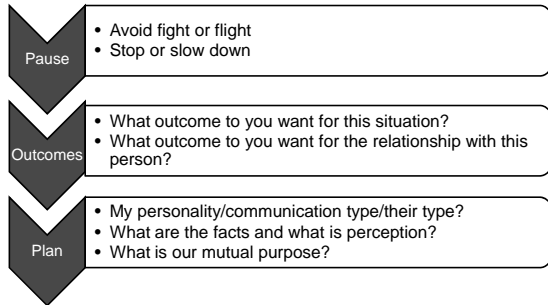 Pause
• Avoid fight or flight
• Stop or slow down
Outcomes
• What outcome to you want for this situation?
• What outcome to you want for the relationship with this
person?
Plan
• My personality/communication type/their type?
• What are the facts and what is perception?
• What is our mutual purpose?